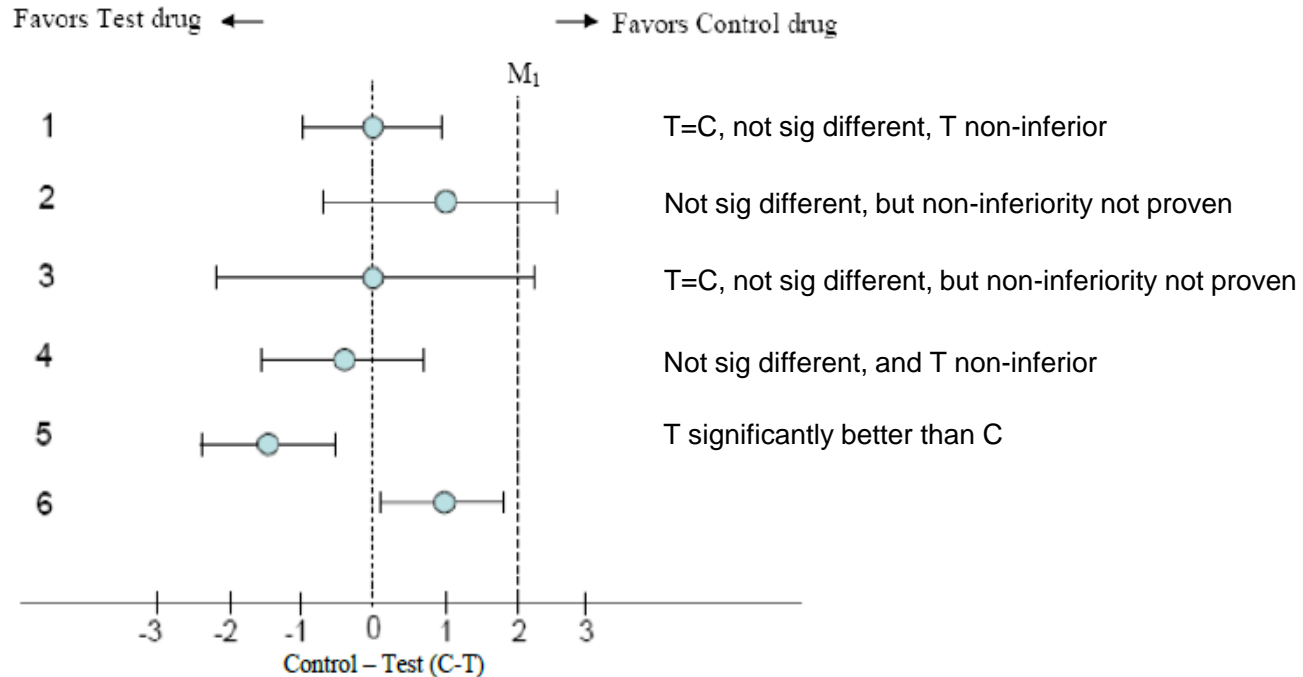 Favors Test drug ← → Favors Control drug
M1
1 T=C, not sig different, T non-inferior
2 Not sig different, but non-inferiority not proven
3 T=C, not sig different, but non-inferiority not proven
4 Not sig different, and T non-inferior
5 T significantly better than C
6
-3 -2 -1 0 1 2 3
Control – Test (C-T)